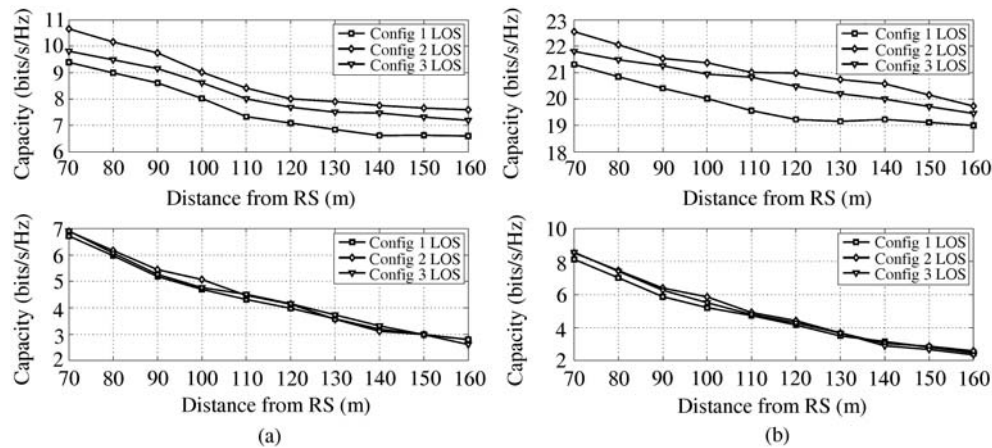 Capacity (bits/s/Hz)
11
10
9
8
7
6
Config 1 LOS
Config 2 LOS
Config 3 LOS
70 80 90 100 110 120 130 140 150 160
Distance from RS (m)
Capacity (bits/s/Hz)
23
22
21
20
19
18
Config 1 LOS
Config 2 LOS
Config 3 LOS
70 80 90 100 110 120 130 140 150 160
Distance from RS (m)
Capacity (bits/s/Hz)
7
6
5
4
3
2
Config 1 LOS
Config 2 LOS
Config 3 LOS
70 80 90 100 110 120 130 140 150 160
Distance from RS (m)
(a)
Capacity (bits/s/Hz)
10
8
6
4
2
Config 1 LOS
Config 2 LOS
Config 3 LOS
70 80 90 100 110 120 130 140 150 160
Distance from RS (m)
(b)